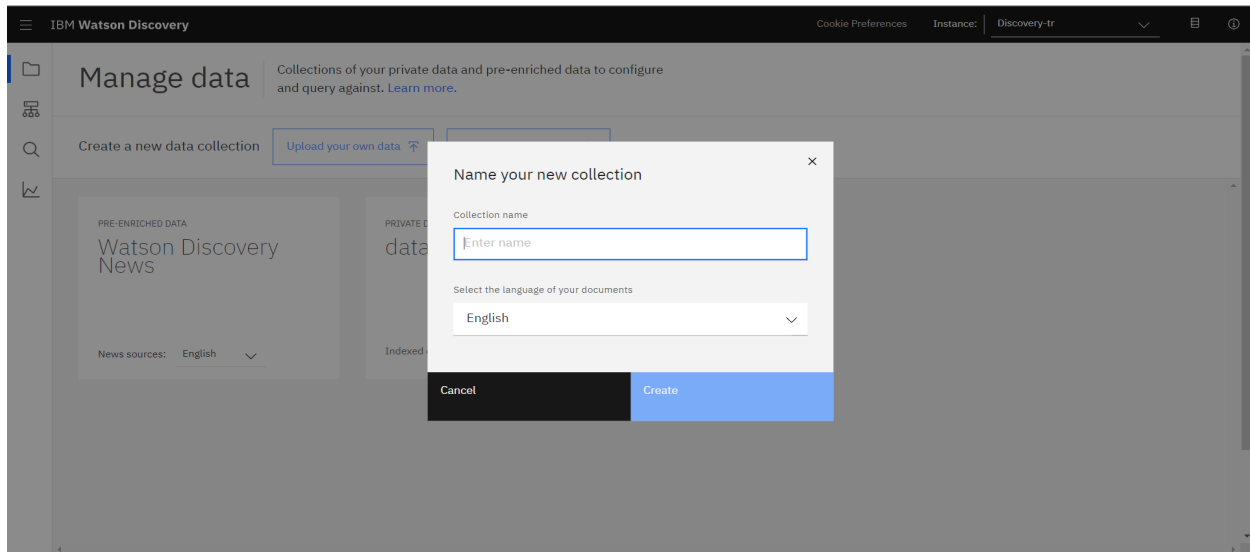 IBM Watson Discovery
Cookie Preferences
Instance:
Discovery-tr
Manage data
Collections of your private data and pre-enriched data to configure
and query against. Learn more.
Create a new data collection
Upload your own data
PRE-ENRICHED DATA
Watson Discovery
News
News sources:
English
PRIVATE D
data
Indexed
Name your new collection
Collection name
Enter name
Select the language of your documents
English
Cancel
Create